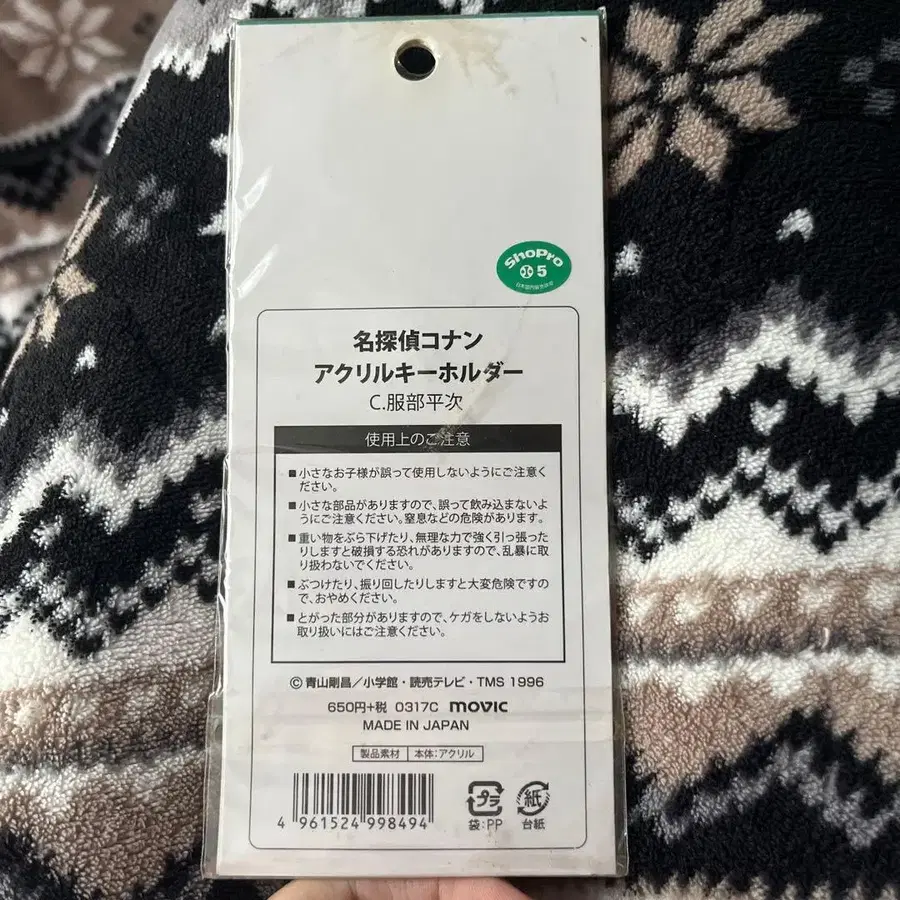 ShoPro
5
日本国内販売使用
名探偵コナン
アクリルキーホルダー
C.服部平次
使用上のご注意
■小さなお子様が誤って使用しないようにご注意く
ださい。
■小さな部品がありますので、誤って飲み込まないよ
うにご注意ください。窒息などの危険があります。
■重い物をぶら下げたり、無理な力で強く引っ張った
りしますと破損する恐れがありますので、乱暴に取
り扱わないでください。
■ぶつけたり、振り回したりしますと大変危険ですの
で、おやめください。
■とがった部分がありますので、ケガをしないようお
取り扱いにはご注意ください。
©青山剛昌／小学館・読売テレビ・TMS 1996
650円+税 0317C movic
MADE IN JAPAN
製品素材 本体：アクリル
4 961524 998494
プラ
袋：PP
紙
台紙